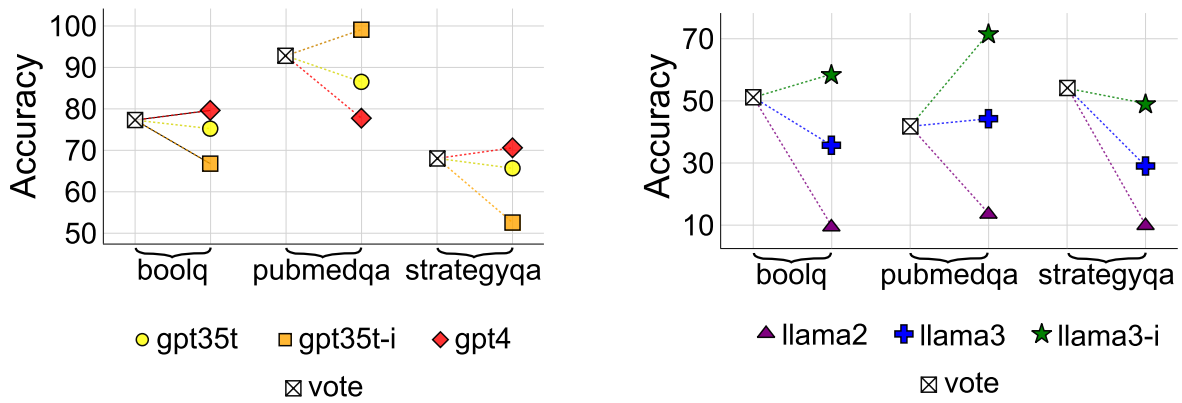 Accuracy
100
90
80
70
60
50
boolq pubmedqa strategyqa
gpt35t gpt35t-i gpt4
vote
Accuracy
70
50
30
10
boolq pubmedqa strategyqa
llama2 llama3 llama3-i
vote